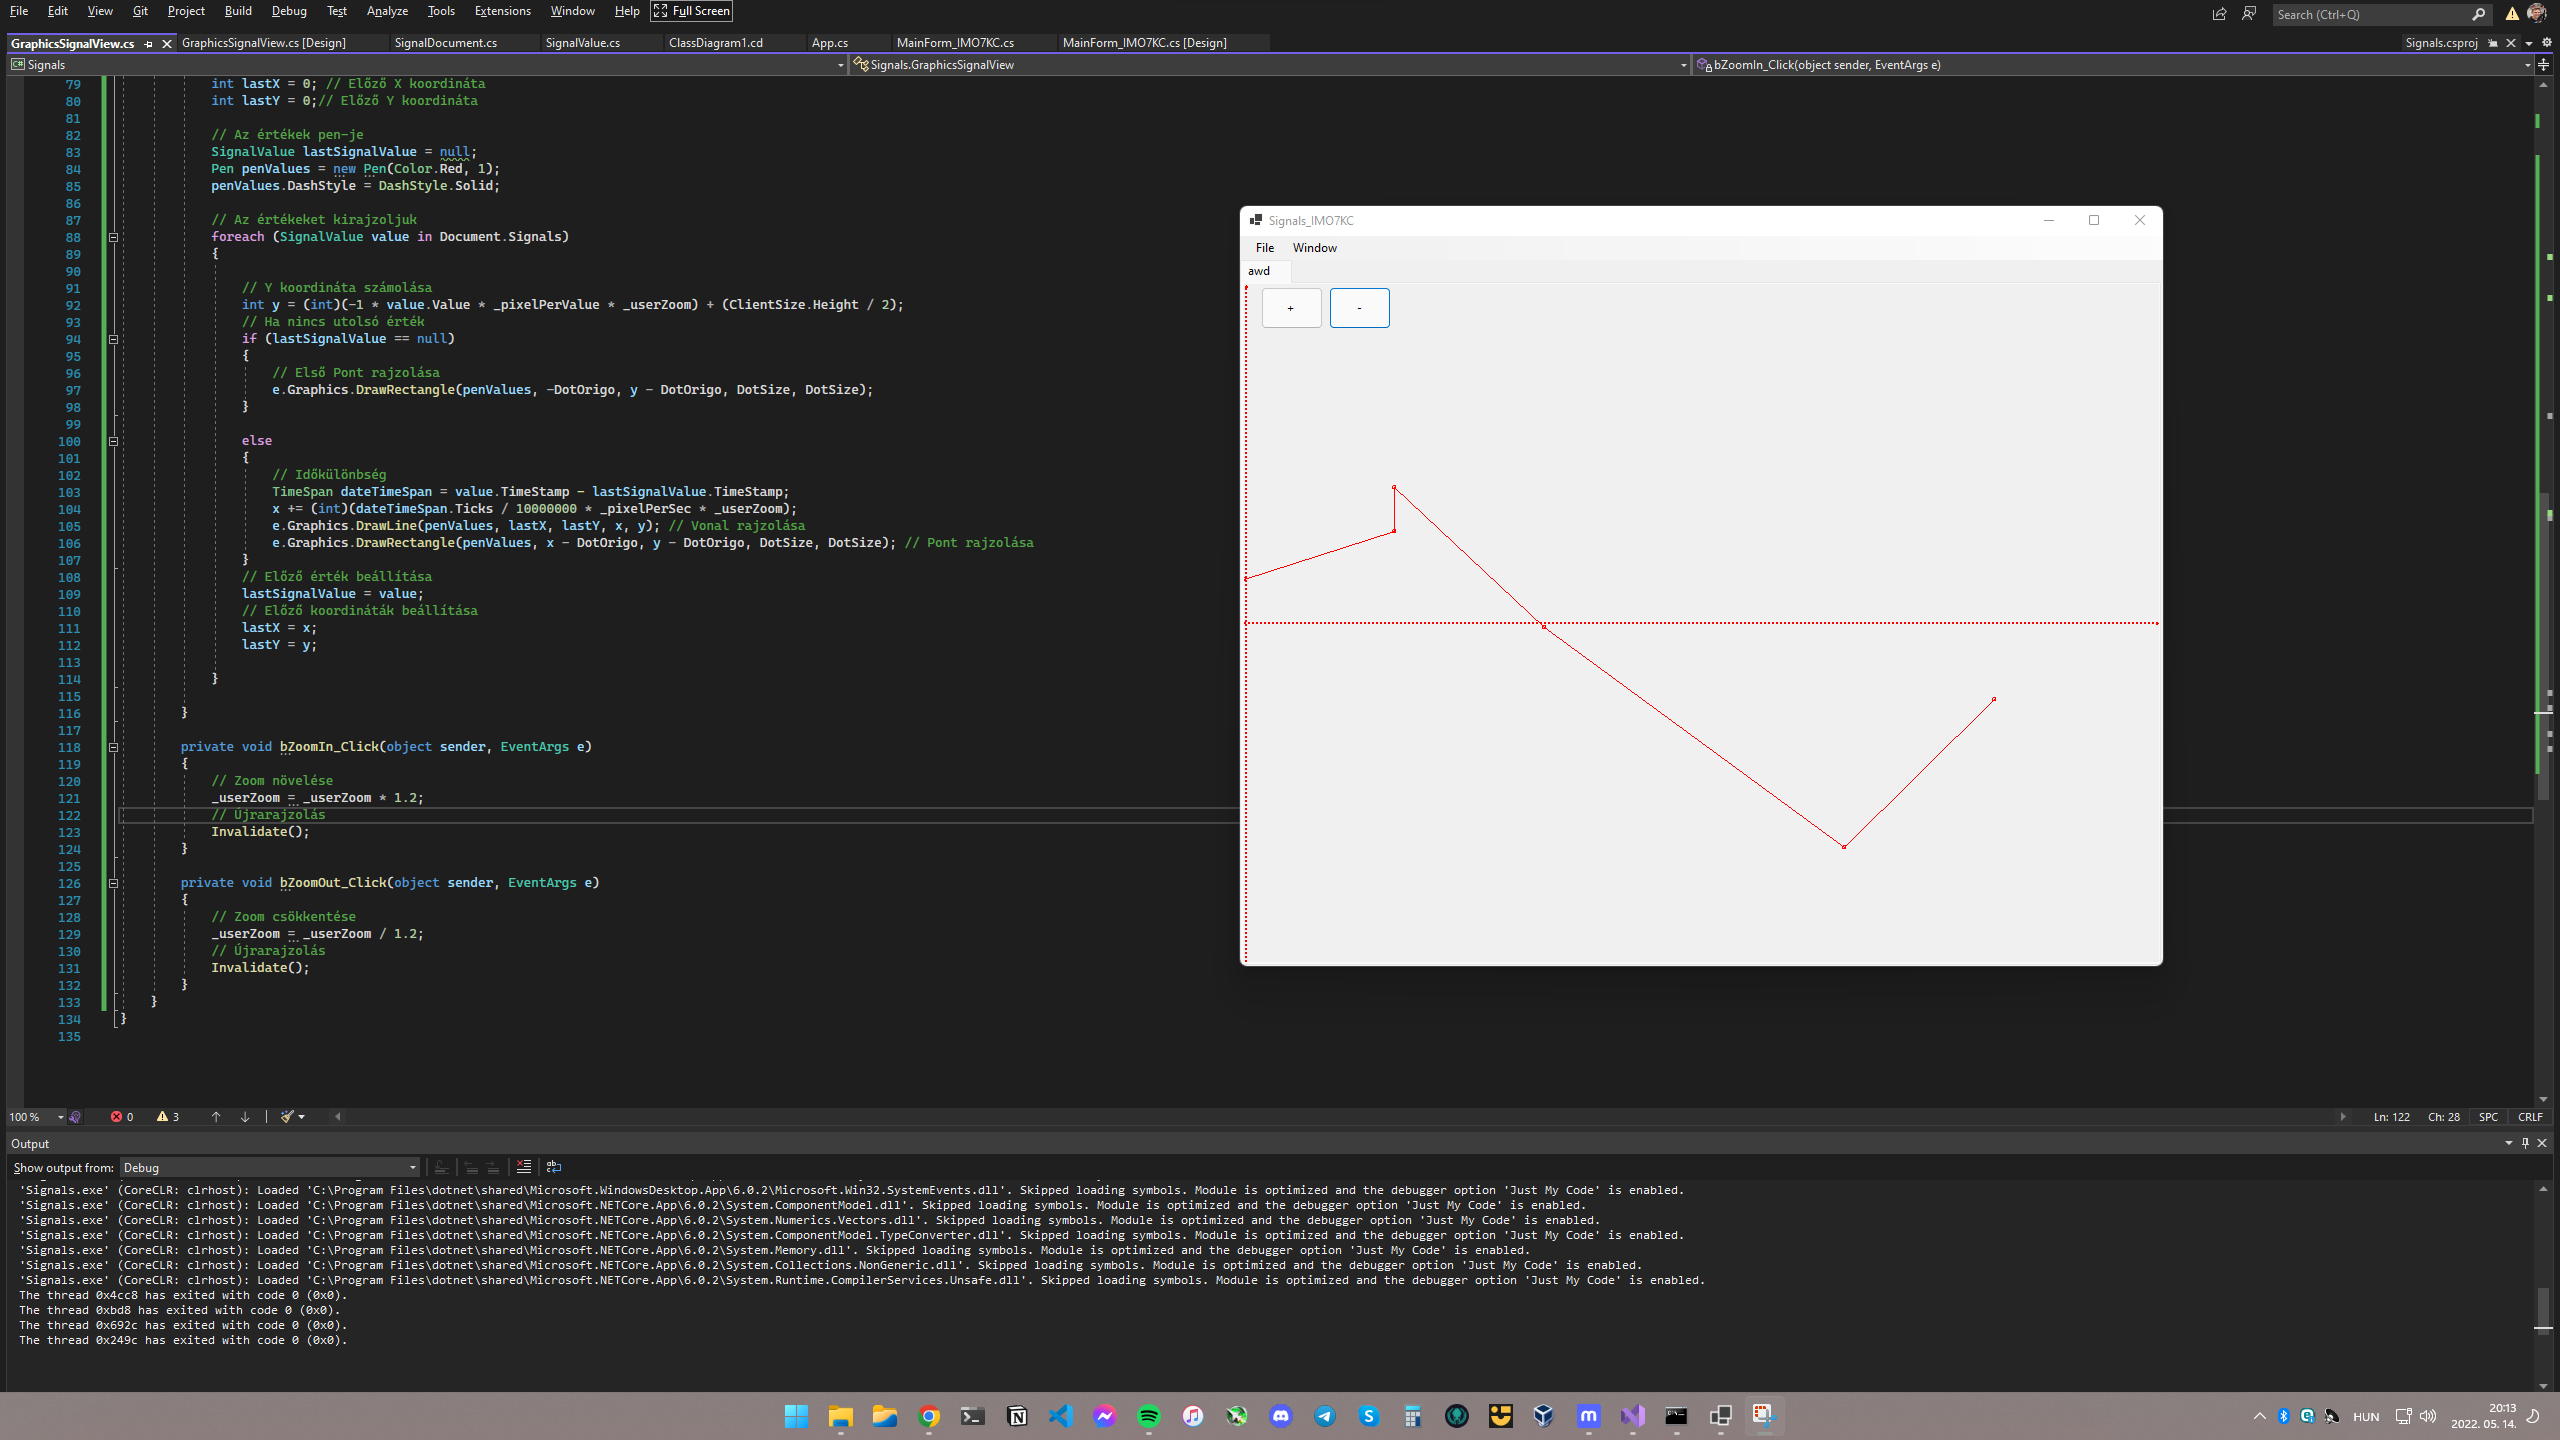 File Edit View Git Project Build Debug Test Analyze Tools Extensions Window Help Full Screen Search (Ctrl+Q)
GraphicsSignalView.cs GraphicsSignalView.cs [Design] SignalDocument.cs SignalValue.cs ClassDiagram1.cd App.cs MainForm_IMO7KC.cs MainForm_IMO7KC.cs [Design] Signals.csproj
Signals Signals.GraphicsSignalView bZoomIn_Click(object sender, EventArgs e)
79 int lastX = 0; // Előző X koordináta
80 int lastY = 0;// Előző Y koordináta
81
82 // Az értékek pen-je
83 SignalValue lastSignalValue = null;
84 Pen penValues = new Pen(Color.Red, 1);
85 penValues.DashStyle = DashStyle.Solid;
86
87 // Az értékeket kirajzoljuk
88 foreach (SignalValue value in Document.Signals)
89 {
90
91 // Y koordináta számolása
92 int y = (int)(-1 * value.Value * _pixelPerValue * _userZoom) + (ClientSize.Height / 2);
93 // Ha nincs utolsó érték
94 if (lastSignalValue == null)
95 {
96 // Első Pont rajzolása
97 e.Graphics.DrawRectangle(penValues, -DotOrigo, y - DotOrigo, DotSize, DotSize);
98 }
99
100 else
101 {
102 // Időkülönbség
103 TimeSpan dateTimeSpan = value.TimeStamp - lastSignalValue.TimeStamp;
104 x += (int)(dateTimeSpan.Ticks / 10000000 * _pixelPerSec * _userZoom);
105 e.Graphics.DrawLine(penValues, lastX, lastY, x, y); // Vonal rajzolása
106 e.Graphics.DrawRectangle(penValues, x - DotOrigo, y - DotOrigo, DotSize, DotSize); // Pont rajzolása
107 }
108 // Előző érték beállítása
109 lastSignalValue = value;
110 // Előző koordináták beállítása
111 lastX = x;
112 lastY = y;
113
114 }
115
116 }
117
118 private void bZoomIn_Click(object sender, EventArgs e)
119 {
120 // Zoom növelése
121 _userZoom = _userZoom * 1.2;
122 // Újrarajzolás
123 Invalidate();
124 }
125
126 private void bZoomOut_Click(object sender, EventArgs e)
127 {
128 // Zoom csökkentése
129 _userZoom = _userZoom / 1.2;
130 // Újrarajzolás
131 Invalidate();
132 }
133 }
134 }
135
Signals_IMO7KC
File Window
awd
+ -
100 % 0 3 Ln: 122 Ch: 28 SPC CRLF
Output
Show output from: Debug
'Signals.exe' (CoreCLR: clrhost): Loaded 'C:\Program Files\dotnet\shared\Microsoft.WindowsDesktop.App\6.0.2\Microsoft.Win32.SystemEvents.dll'. Skipped loading symbols. Module is optimized and the debugger option 'Just My Code' is enabled.
'Signals.exe' (CoreCLR: clrhost): Loaded 'C:\Program Files\dotnet\shared\Microsoft.NETCore.App\6.0.2\System.ComponentModel.dll'. Skipped loading symbols. Module is optimized and the debugger option 'Just My Code' is enabled.
'Signals.exe' (CoreCLR: clrhost): Loaded 'C:\Program Files\dotnet\shared\Microsoft.NETCore.App\6.0.2\System.Numerics.Vectors.dll'. Skipped loading symbols. Module is optimized and the debugger option 'Just My Code' is enabled.
'Signals.exe' (CoreCLR: clrhost): Loaded 'C:\Program Files\dotnet\shared\Microsoft.NETCore.App\6.0.2\System.ComponentModel.TypeConverter.dll'. Skipped loading symbols. Module is optimized and the debugger option 'Just My Code' is enabled.
'Signals.exe' (CoreCLR: clrhost): Loaded 'C:\Program Files\dotnet\shared\Microsoft.NETCore.App\6.0.2\System.Memory.dll'. Skipped loading symbols. Module is optimized and the debugger option 'Just My Code' is enabled.
'Signals.exe' (CoreCLR: clrhost): Loaded 'C:\Program Files\dotnet\shared\Microsoft.NETCore.App\6.0.2\System.Collections.NonGeneric.dll'. Skipped loading symbols. Module is optimized and the debugger option 'Just My Code' is enabled.
'Signals.exe' (CoreCLR: clrhost): Loaded 'C:\Program Files\dotnet\shared\Microsoft.NETCore.App\6.0.2\System.Runtime.CompilerServices.Unsafe.dll'. Skipped loading symbols. Module is optimized and the debugger option 'Just My Code' is enabled.
The thread 0x4cc8 has exited with code 0 (0x0).
The thread 0xbd8 has exited with code 0 (0x0).
The thread 0x692c has exited with code 0 (0x0).
The thread 0x249c has exited with code 0 (0x0).
HUN 20:13
2022. 05. 14.